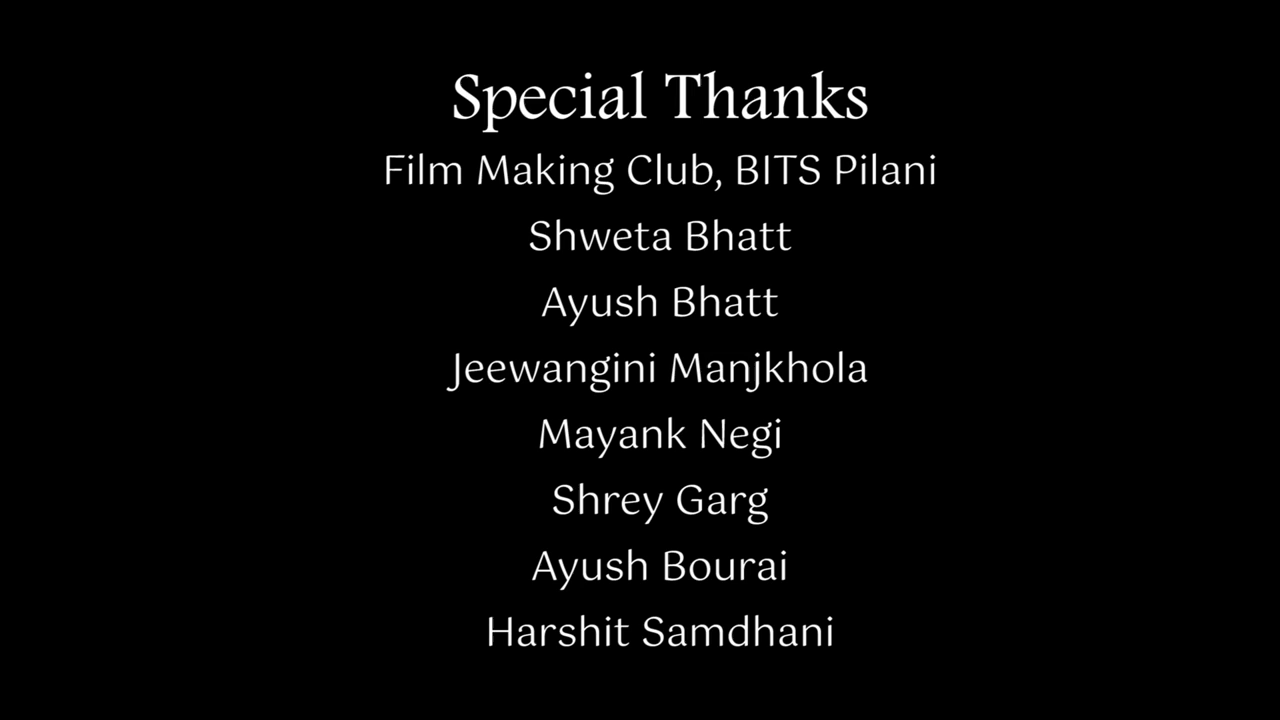 Special Thanks
Film Making Club, BITS Pilani
Shweta Bhatt
Ayush Bhatt
Jeewangini Manjkhola
Mayank Negi
Shrey Garg
Ayush Bourai
Harshit Samdhani